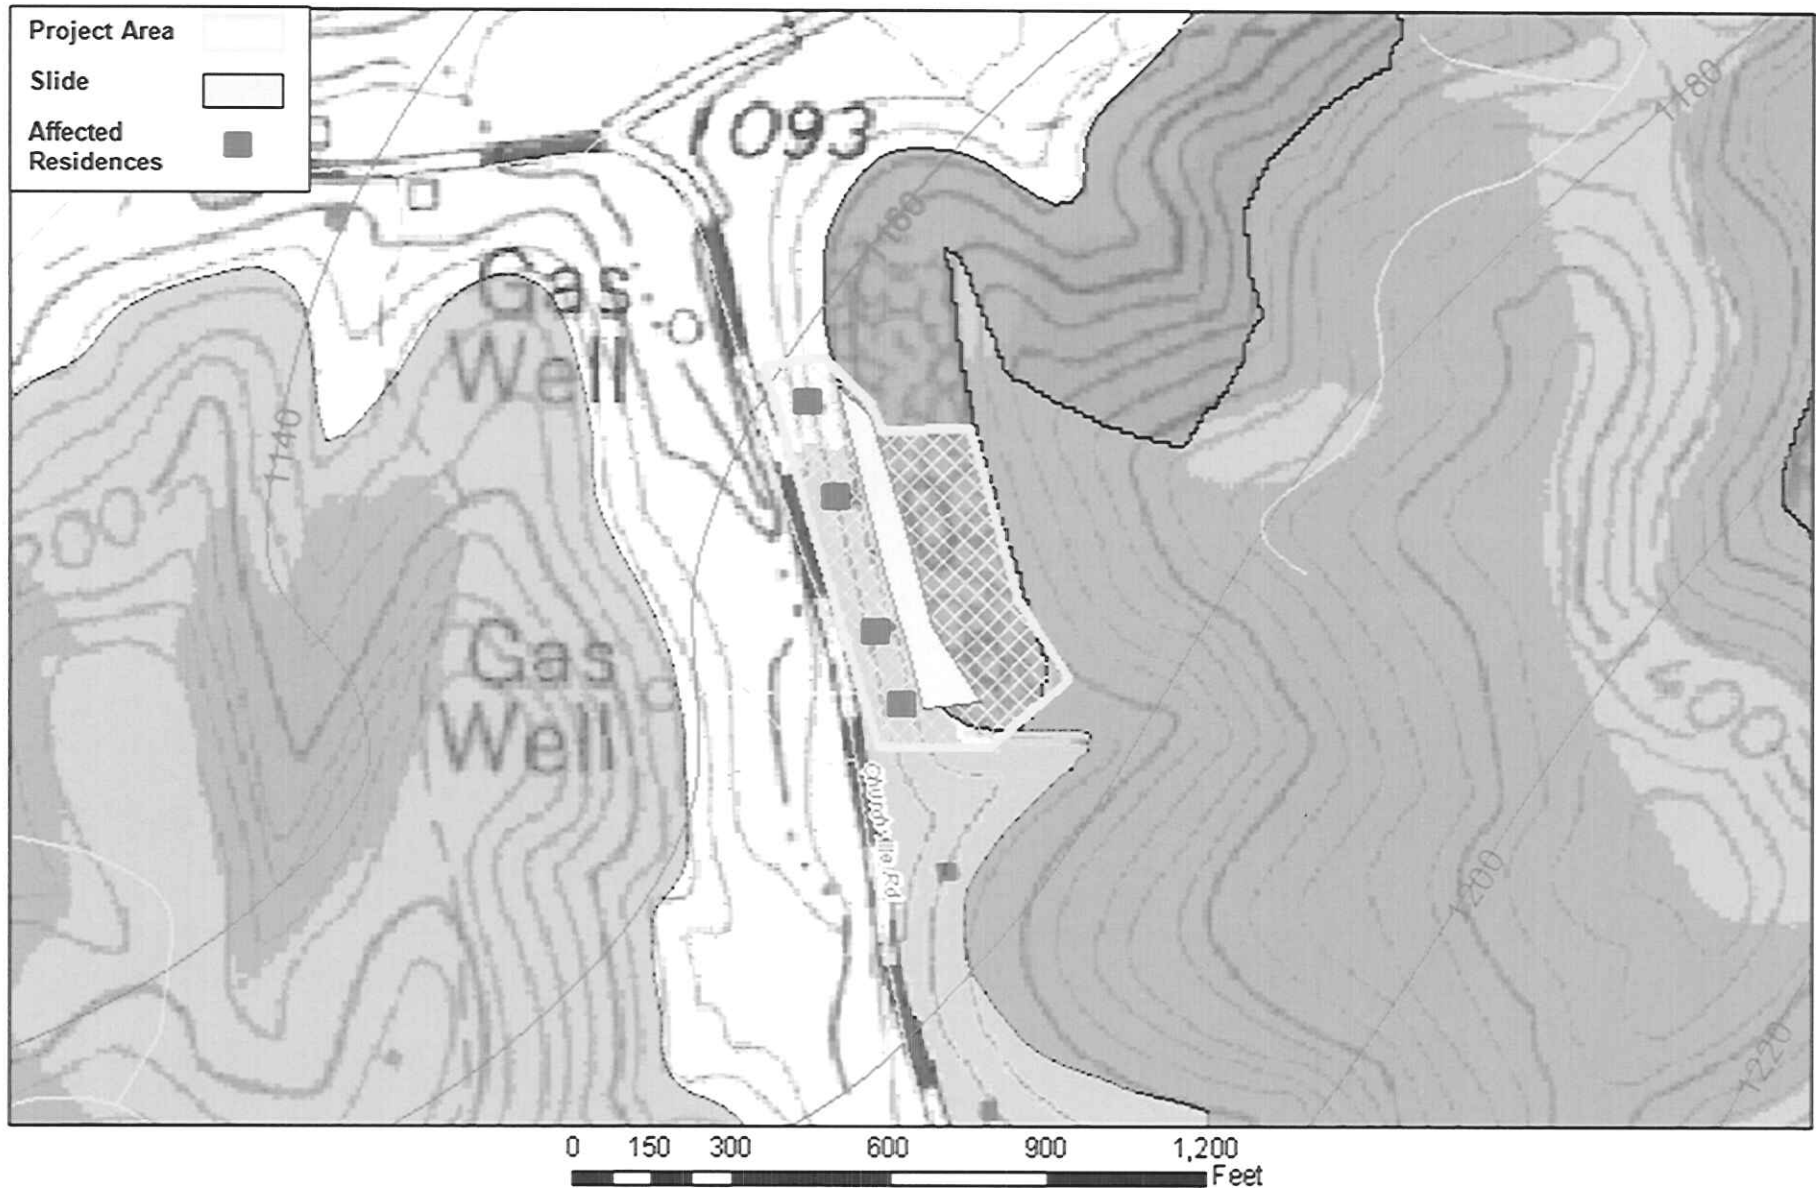 Project Area
Slide
Affected
Residences
1093
1180
1160
Gas
Well
1140
200
Gas
Well
400
Churchville Rd
1200
1220
0 150 300 600 900 1,200
Feet